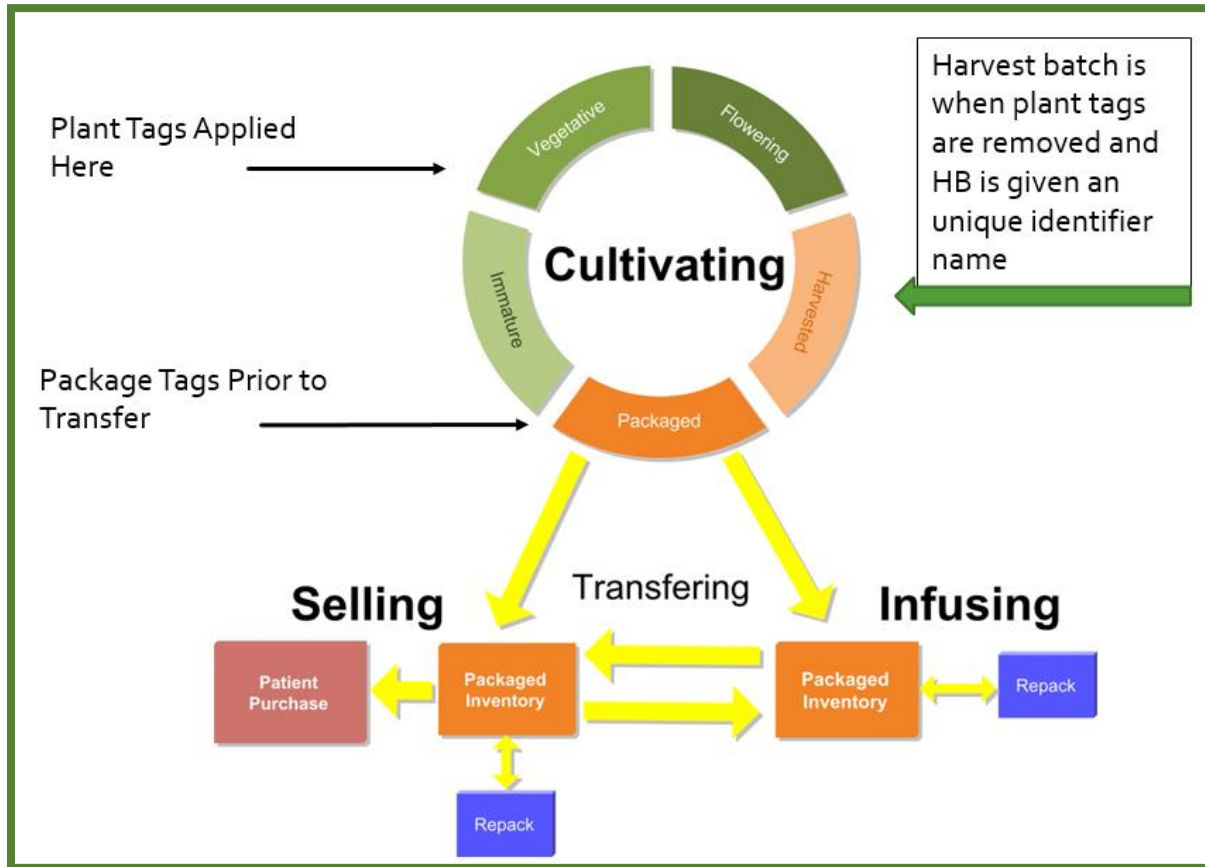 Plant Tags Applied
Here
Vegetative
Flowering
Harvest batch is
when plant tags
are removed and
HB is given an
unique identifier
name
Cultivating
Immature
Harvested
Package Tags Prior to
Transfer
Packaged
Selling
Transfering
Infusing
Patient
Purchase
Packaged
Inventory
Packaged
Inventory
Repack
Repack